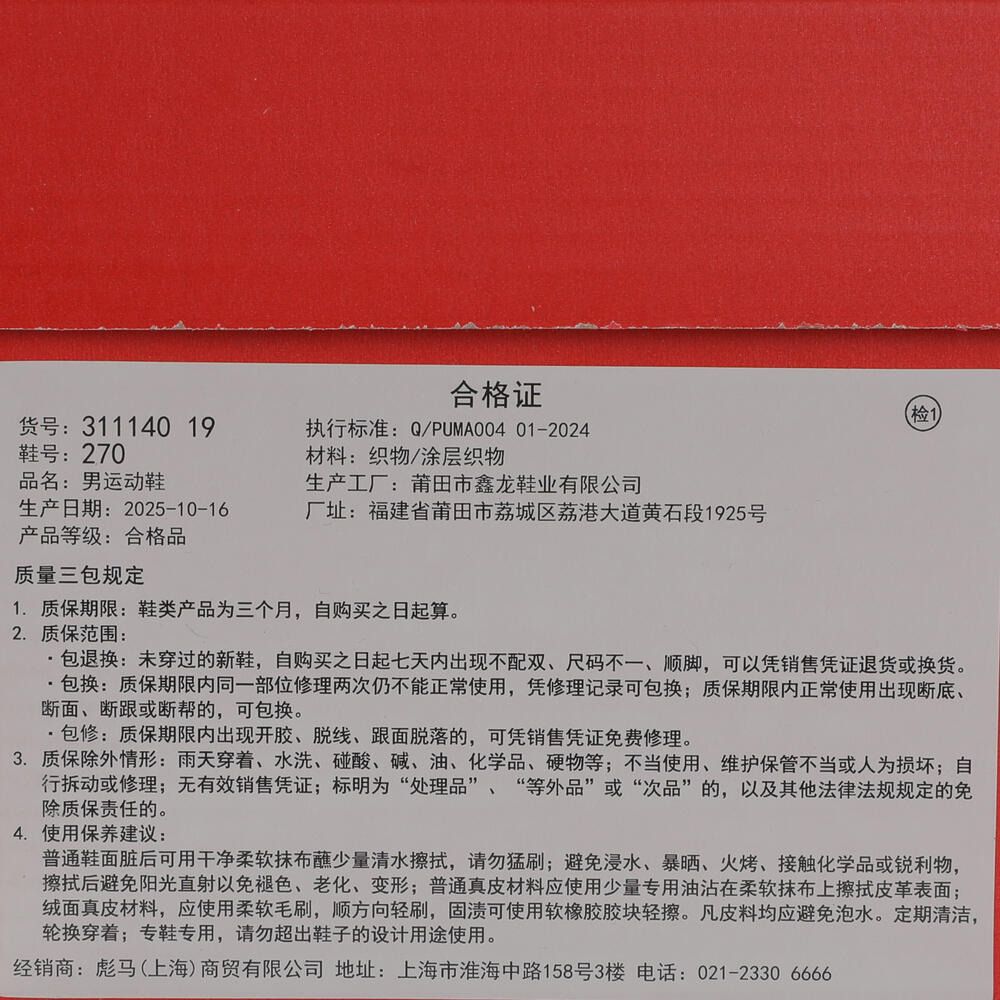 合格证
检1
货号：311140 19
鞋号：270
品名：男运动鞋
生产日期：2025-10-16
产品等级：合格品
执行标准：Q/PUMA004 01-2024
材料：织物/涂层织物
生产工厂：莆田市鑫龙鞋业有限公司
厂址：福建省莆田市荔城区荔港大道黄石段1925号
质量三包规定
1. 质保期限：鞋类产品为三个月，自购买之日起算。
2. 质保范围：
·包退换：未穿过的新鞋，自购买之日起七天内出现不配双、尺码不一、顺脚，可以凭销售凭证退货或换货。
·包换：质保期限内同一部位修理两次仍不能正常使用，凭修理记录可包换；质保期限内正常使用出现断底、
断面、断跟或断帮的，可包换。
·包修：质保期限内出现开胶、脱线、跟面脱落的，可凭销售凭证免费修理。
3. 质保除外情形：雨天穿着、水洗、碰酸、碱、油、化学品、硬物等；不当使用、维护保管不当或人为损坏；自
行拆动或修理；无有效销售凭证；标明为“处理品”、“等外品”或“次品”的，以及其他法律法规规定的免
除质保责任的。
4. 使用保养建议：
普通鞋面脏后可用干净柔软抹布蘸少量清水擦拭，请勿猛刷；避免浸水、暴晒、火烤、接触化学品或锐利物，
擦拭后避免阳光直射以免褪色、老化、变形；普通真皮材料应使用少量专用油沾在柔软抹布上擦拭皮革表面；
绒面真皮材料，应使用柔软毛刷，顺方向轻刷，固渍可使用软橡胶胶块轻擦。凡皮料均应避免泡水。定期清洁，
轮换穿着；专鞋专用，请勿超出鞋子的设计用途使用。
经销商：彪马(上海)商贸有限公司 地址：上海市淮海中路158号3楼 电话：021-2330 6666